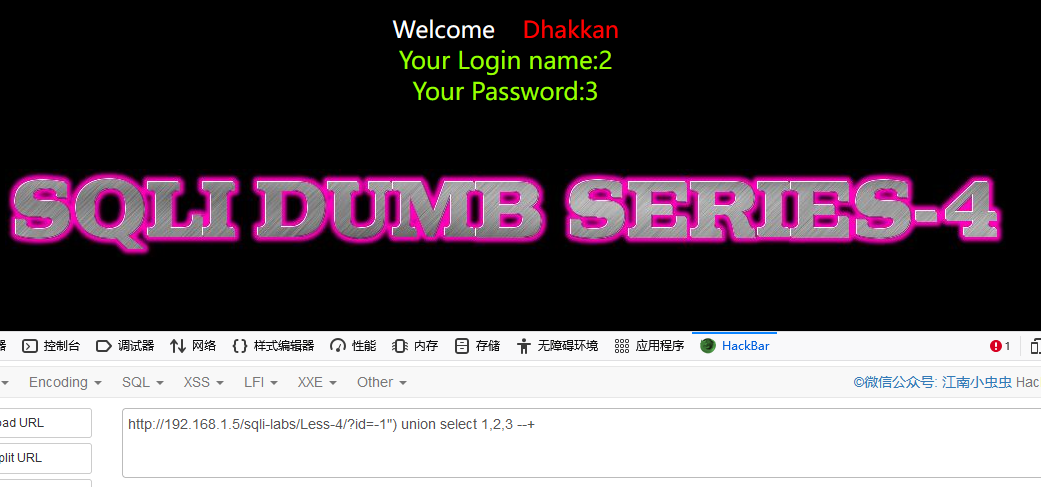 Welcome Dhakkan
Your Login name:2
Your Password:3
SQLI DUMB SERIES-4
器 控制台 调试器 网络 样式编辑器 性能 内存 存储 无障碍环境 应用程序 HackBar 1
Encoding SQL XSS LFI XXE Other ©微信公众号: 江南小虫虫 Hac
oad URL http://192.168.1.5/sqli-labs/Less-4/?id=-1") union select 1,2,3 --+
plit URL